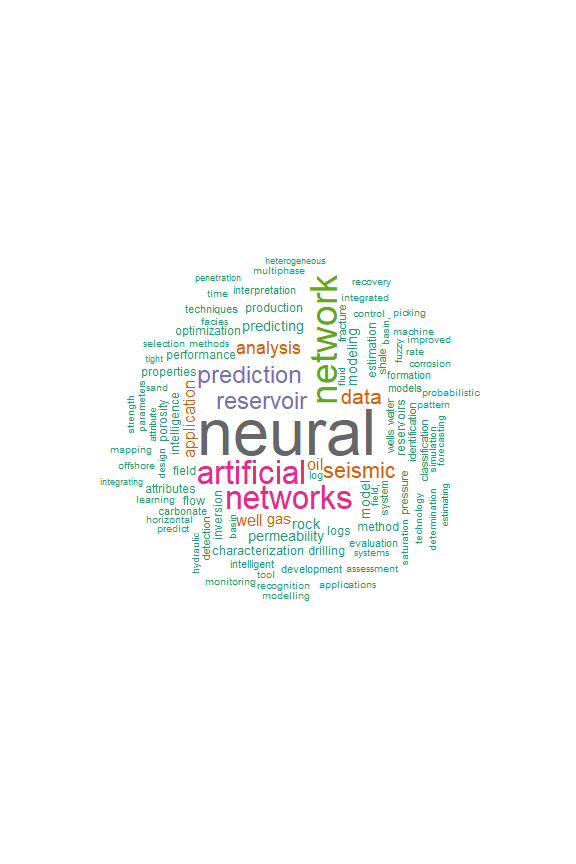 heterogeneous
multiphase
penetration
recovery
time
interpretation
integrated
techniques
production
control
picking
facies
optimization
predicting
network
fracture
modeling
estimation
basin,
machine
selection
methods
analysis
improved
tight
performance
shale
fuzzy
rate
corrosion
properties
prediction
fluid
formation
sand
data
models
probabilistic
strength
parameters
attribute
porosity
intelligence
application
reservoir
neural
wells
water
reservoirs
identification
pattern
mapping
classification
simulation
forecasting
offshore
design
field
artificial
oil
log
seismic
integrating
attributes
learning
flow
networks
model
field,
system
pressure
estimating
carbonate
inversion
horizontal
predict
basin
well
gas
rock
logs
method
saturation
technology
determination
hydraulic
detection
permeability
characterization
drilling
evaluation
systems
intelligent
development
assessment
tool
monitoring
recognition
applications
modelling